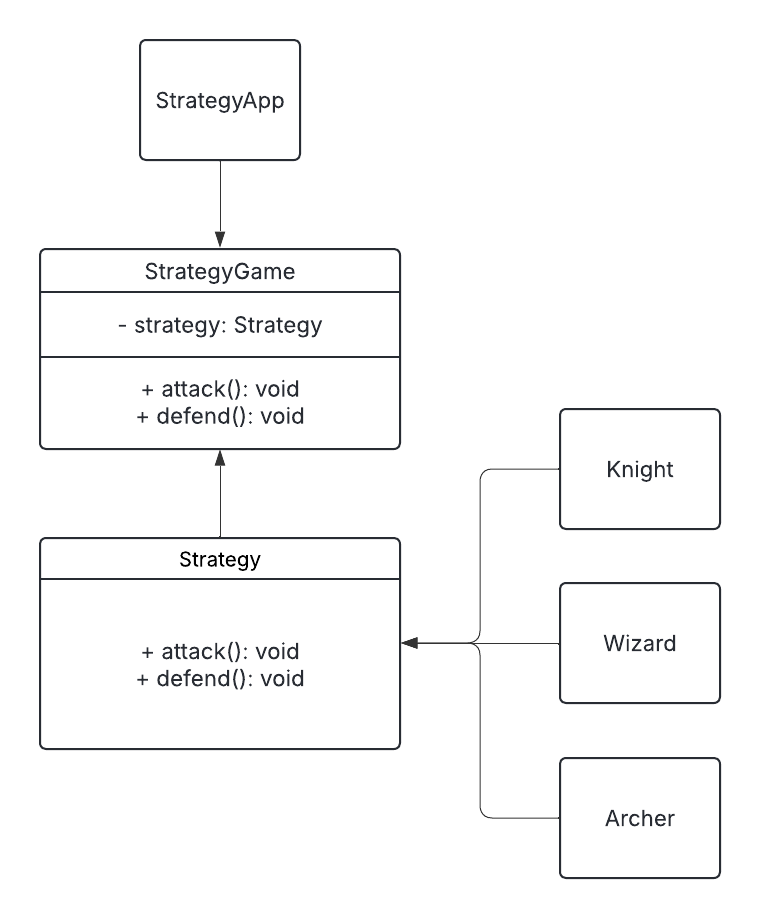 StrategyApp
StrategyGame
- strategy: Strategy
+ attack(): void
+ defend(): void
Strategy
+ attack(): void
+ defend(): void
Knight
Wizard
Archer